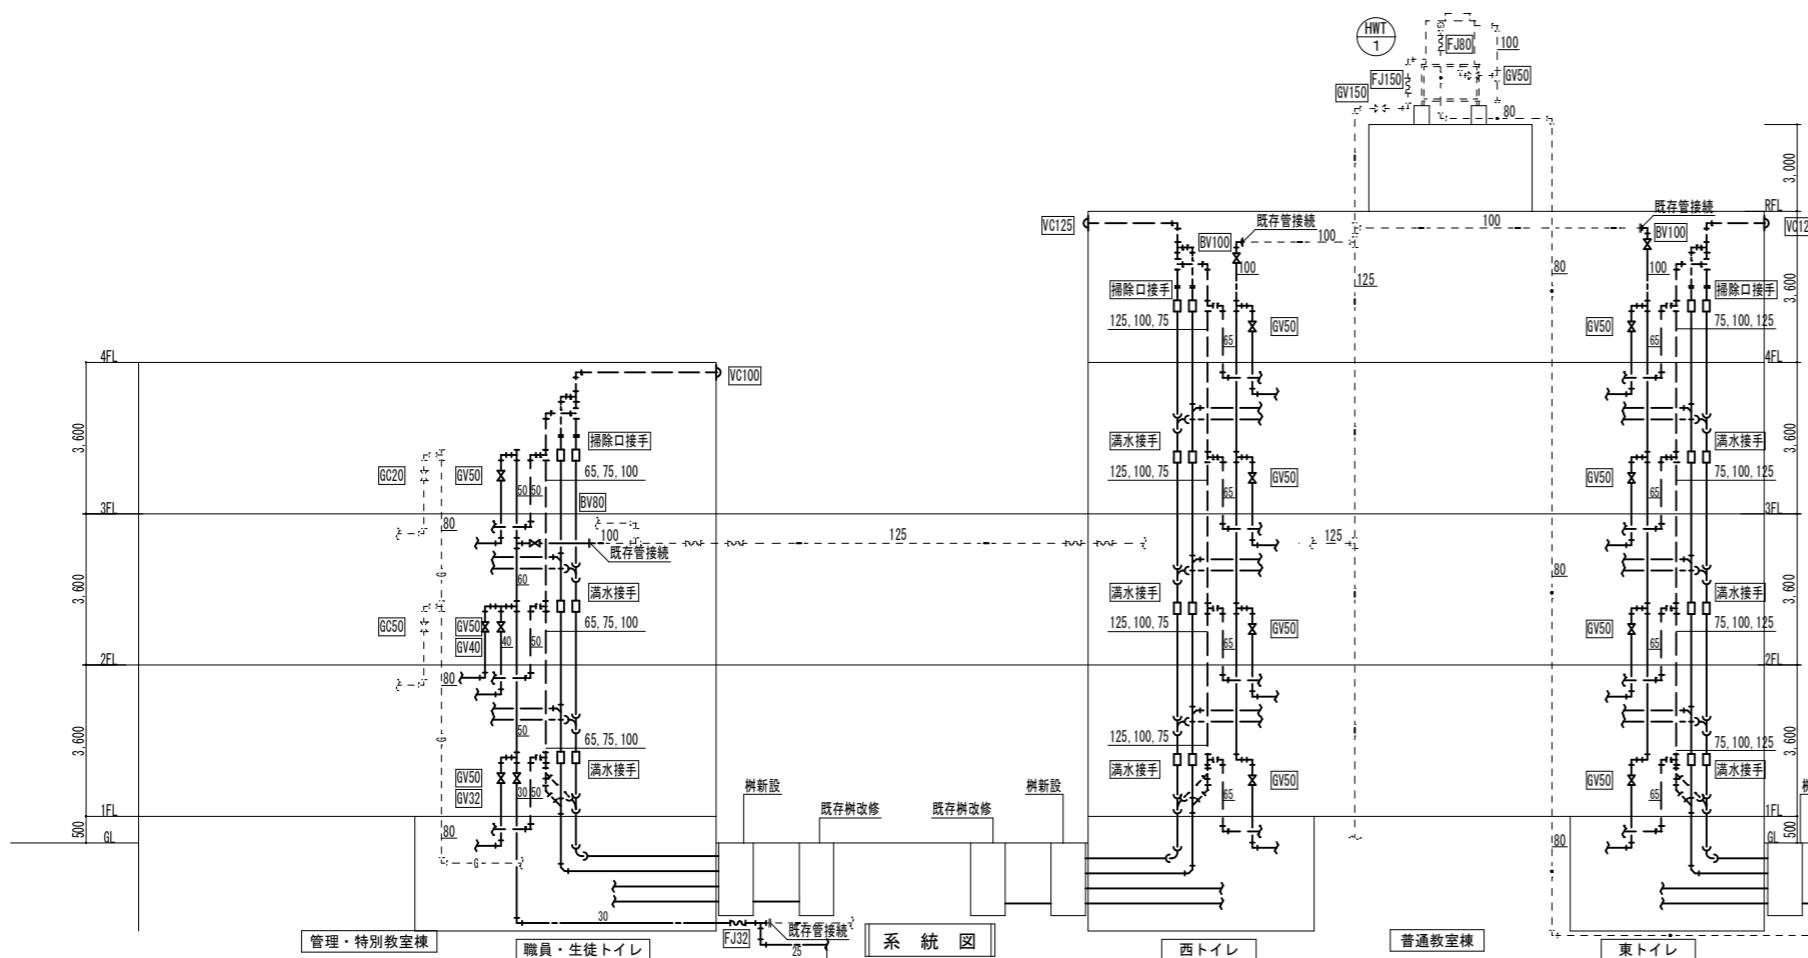 HWT
1
FJ80
100
GV50
FJ150
GV150
80
3,000
VC125
既存管接続
100
BV100
100
100
既存管接続
BV100
100
RFL
掃除口接手
125,100,75
GV50
65
125
80
GV50
65
掃除口接手
75,100,125
3,600
4FL
4FL
VC100
3,600
掃除口接手
65,75,100
GC20
GV50
50
50
80
BV80
満水接手
125,100,75
GV50
65
GV50
65
満水接手
75,100,125
3,600
3FL
3FL
100
既存管接続
125
125
3,600
60
満水接手
65,75,100
GC50
GV50
GV40
40
50
80
満水接手
125,100,75
GV50
65
80
GV50
65
満水接手
75,100,125
3,600
2FL
2FL
3,600
50
65,75,100
満水接手
GV50
GV32
30
50
80
G
125,100,75
満水接手
GV50
65
GV50
65
75,100,125
満水接手
3,600
桝新設
既存桝改修
既存桝改修
桝新設
1FL
500
GL
1FL
500
GL
80
30
FJ32
既存管接続
25
管理・特別教室棟
職員・生徒トイレ
系統図
西トイレ
普通教室棟
東トイレ